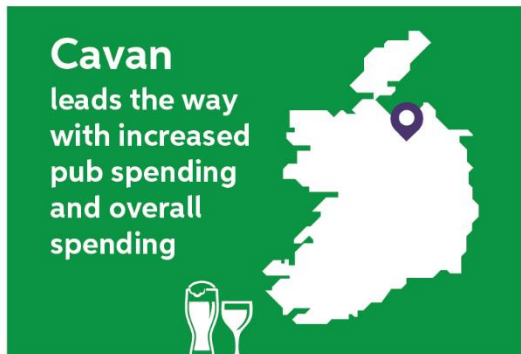 Cavan
leads the way
with increased
pub spending
and overall
spending